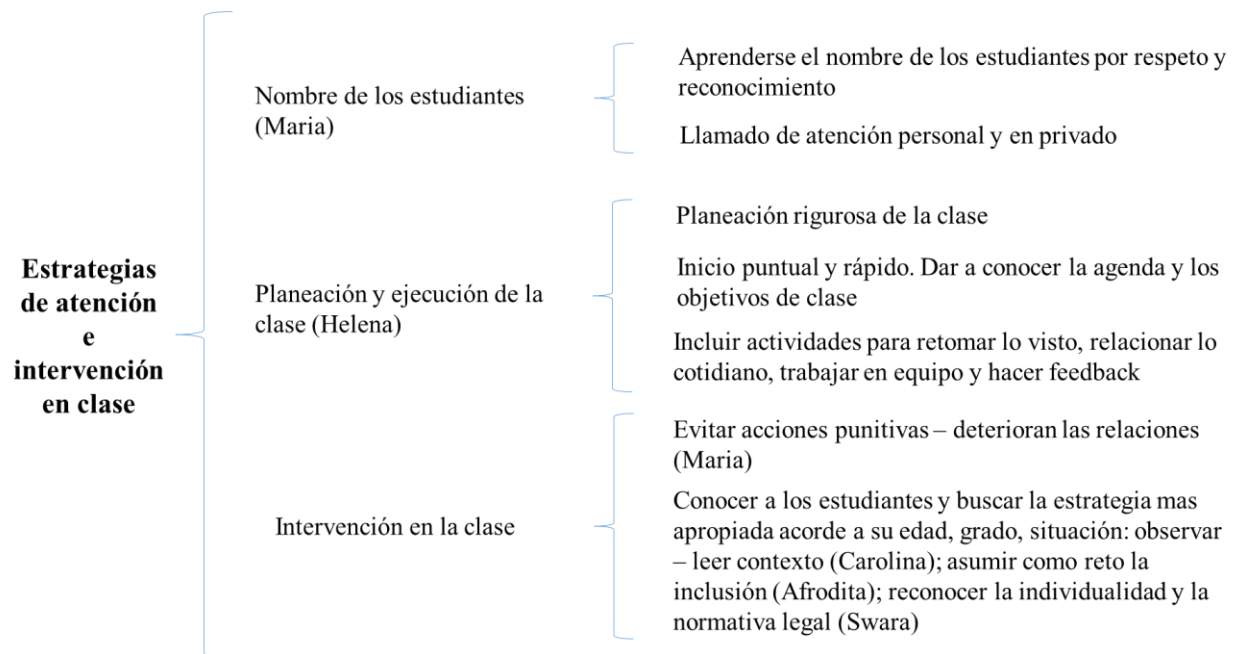 Estrategias
de atención
e
intervención
en clase
Nombre de los estudiantes
(Maria)
Aprenderse el nombre de los estudiantes por respeto y
reconocimiento
Llamado de atención personal y en privado
Planeación y ejecución de la
clase (Helena)
Planeación rigurosa de la clase
Inicio puntual y rápido. Dar a conocer la agenda y los
objetivos de clase
Incluir actividades para retomar lo visto, relacionar lo
cotidiano, trabajar en equipo y hacer feedback
Intervención en la clase
Evitar acciones punitivas – deterioran las relaciones
(Maria)
Conocer a los estudiantes y buscar la estrategia mas
apropiada acorde a su edad, grado, situación: observar
– leer contexto (Carolina); asumir como reto la
inclusión (Afrodita); reconocer la individualidad y la
normativa legal (Swara)